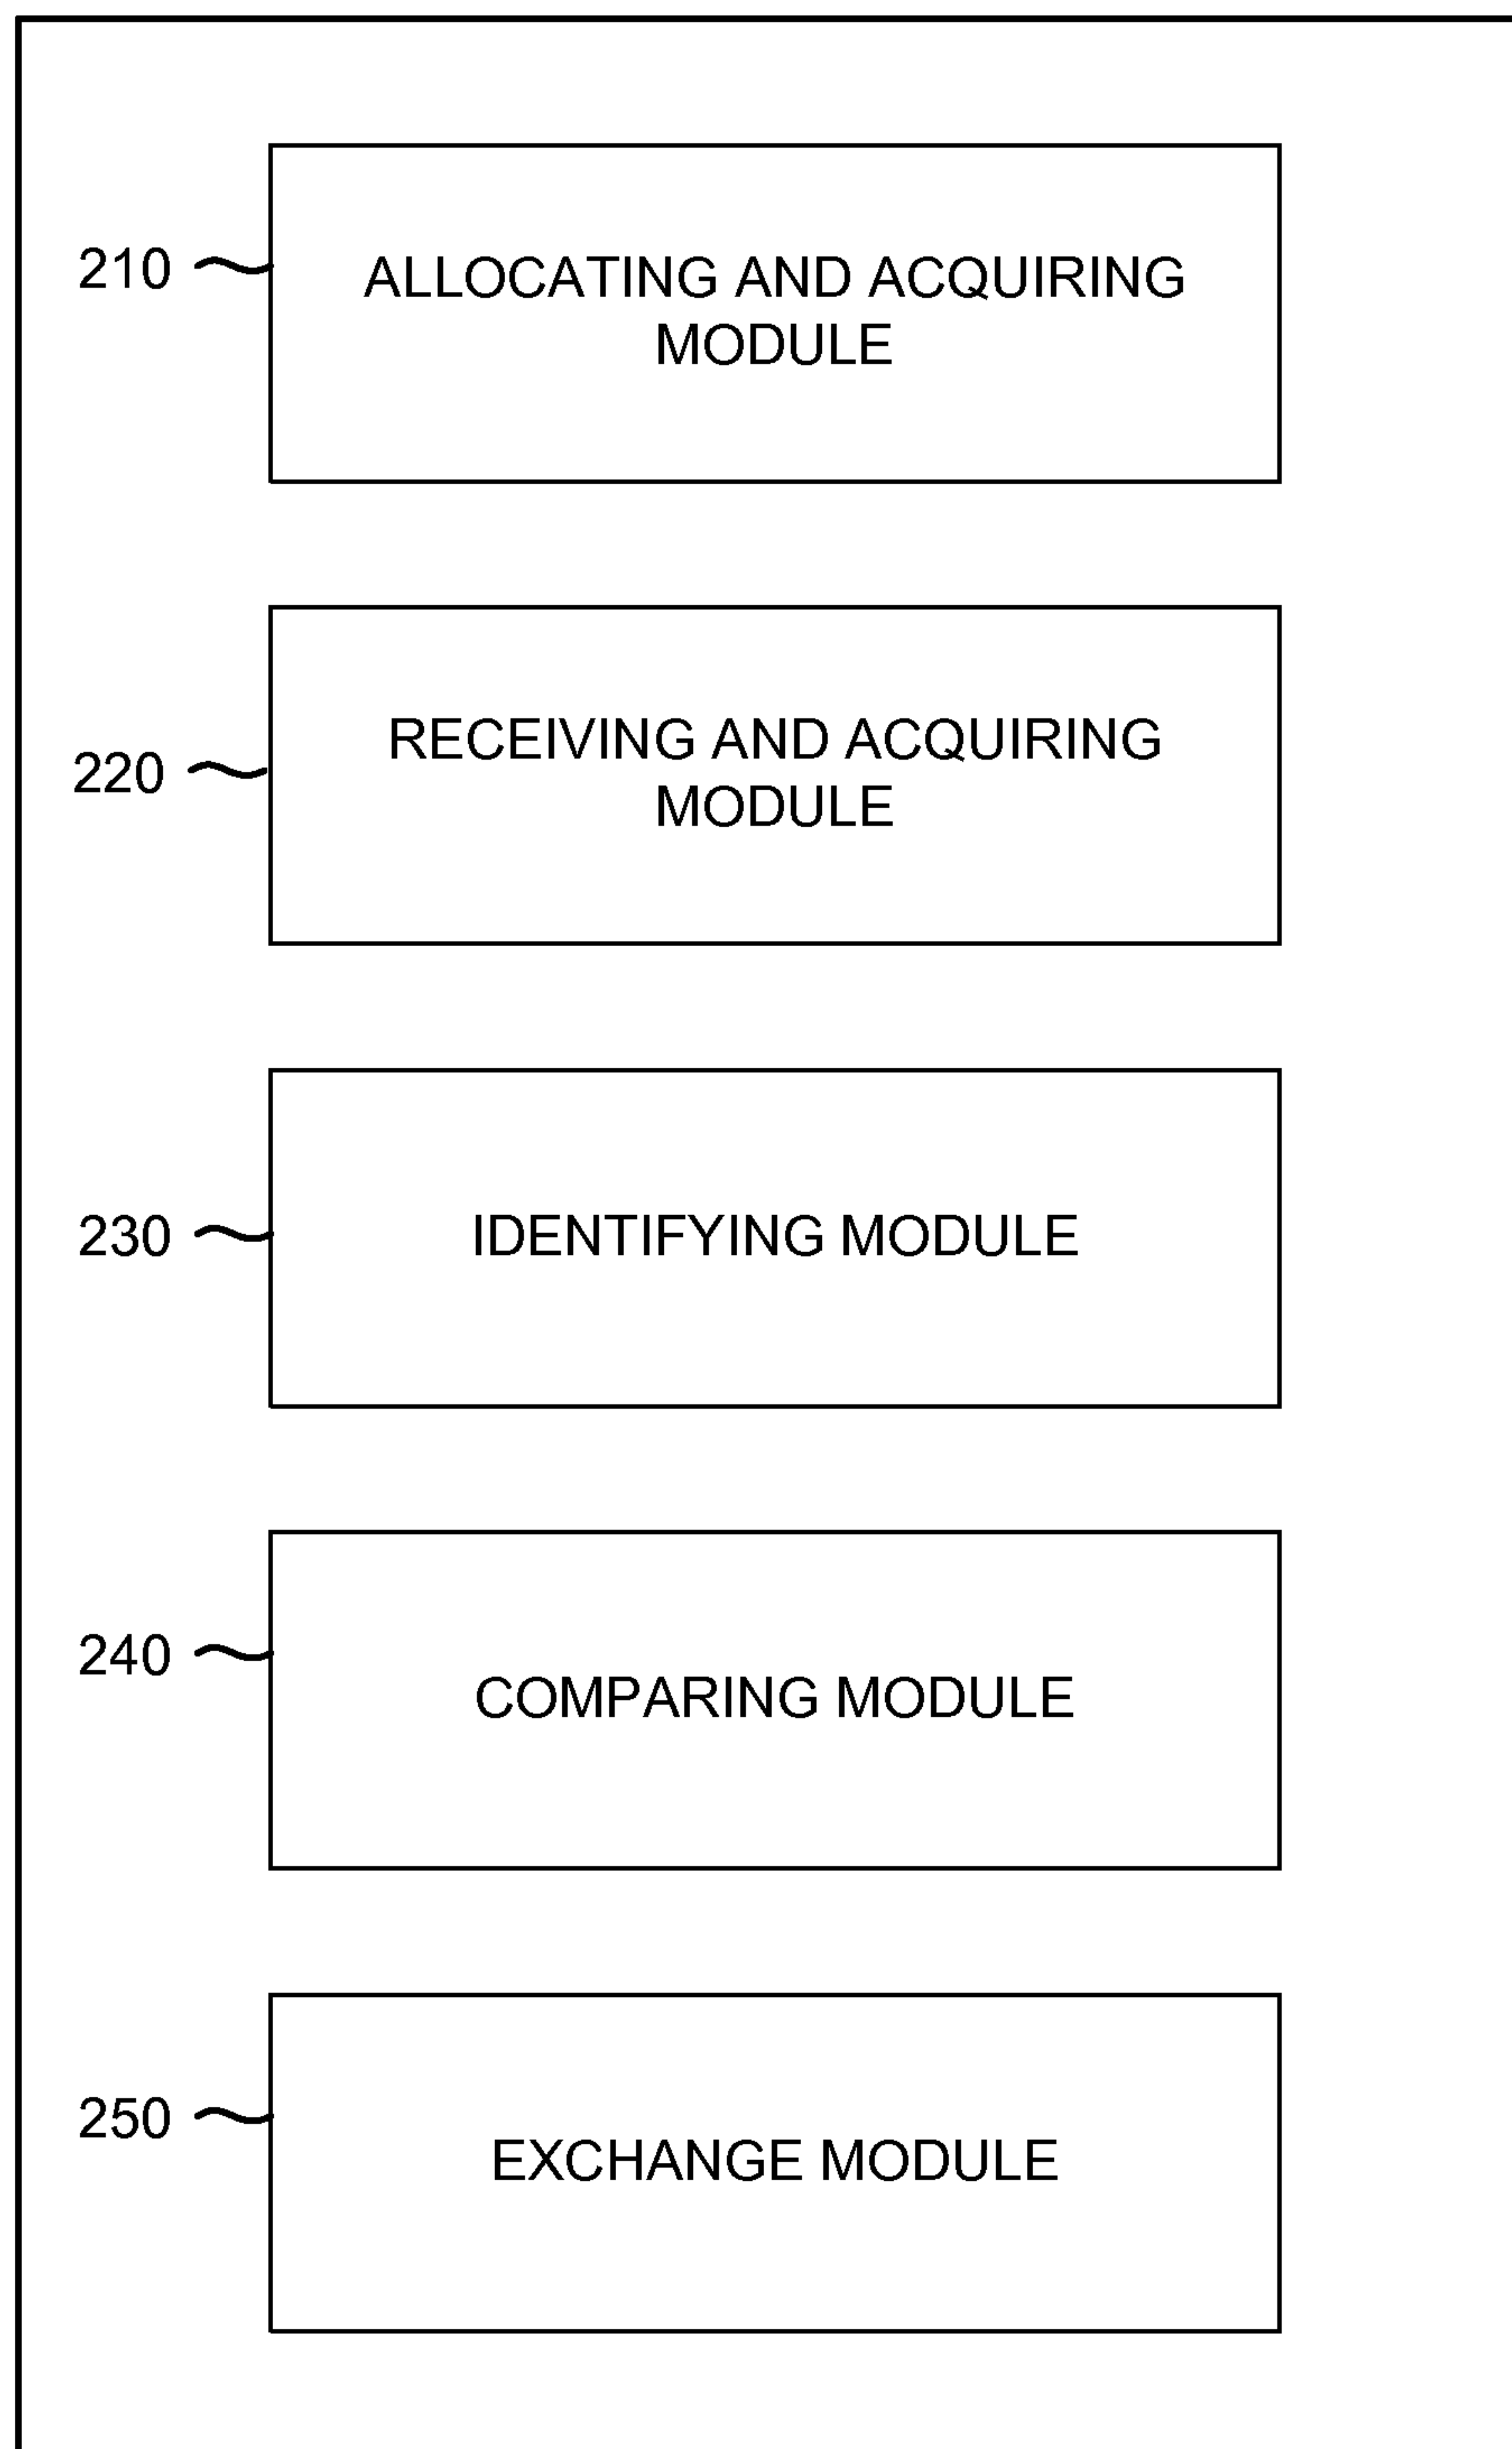 210
ALLOCATING AND ACQUIRING
MODULE
220
RECEIVING AND ACQUIRING
MODULE
230
IDENTIFYING MODULE
240
COMPARING MODULE
250
EXCHANGE MODULE